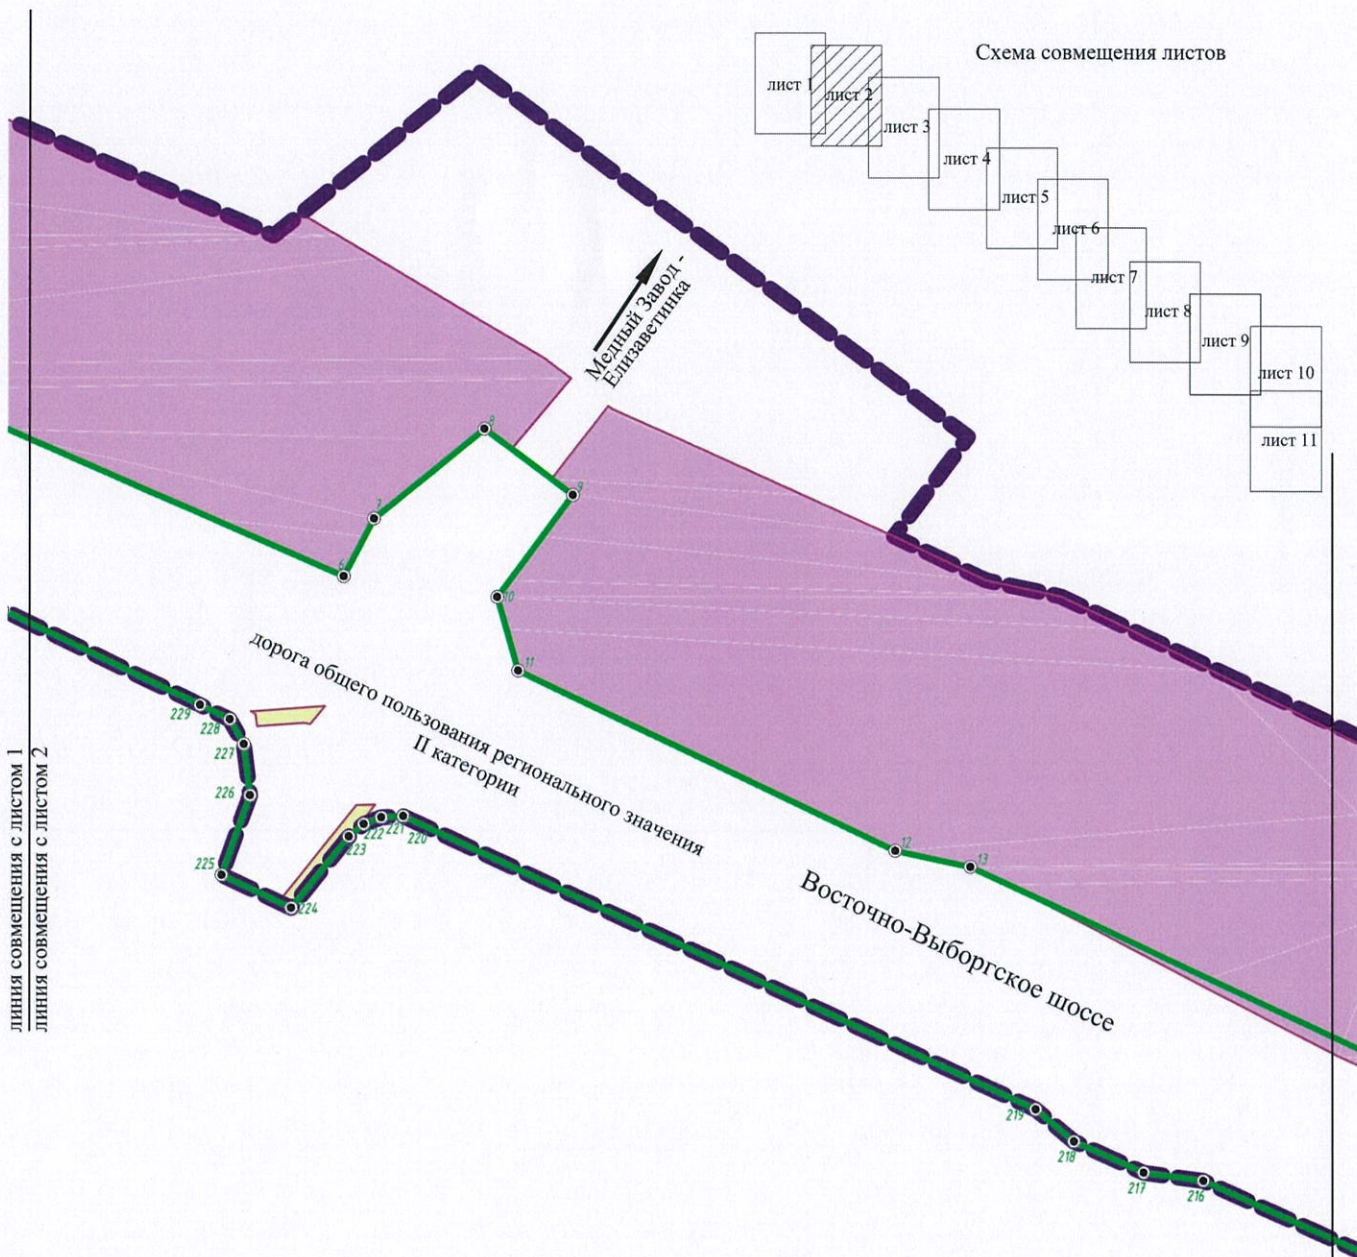 Схема совмещения листов
лист 1
лист 2
лист 3
лист 4
лист 5
лист 6
лист 7
лист 8
лист 9
лист 10
лист 11
Медный Завод -
Елизаветинка
8
7
9
6
10
11
дорога общего пользования регионального значения
II категории
229
228
227
226
225
224
223
222
221
220
12
13
Восточно-Выборгское шоссе
219
218
217
216
линия совмещения с листом 1
линия совмещения с листом 2